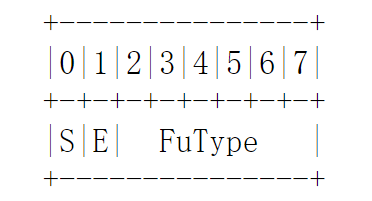 +---------------+
|0|1|2|3|4|5|6|7|
+-+-+-+-+-+-+-+-+
|S|E|  FuType   |
+---------------+